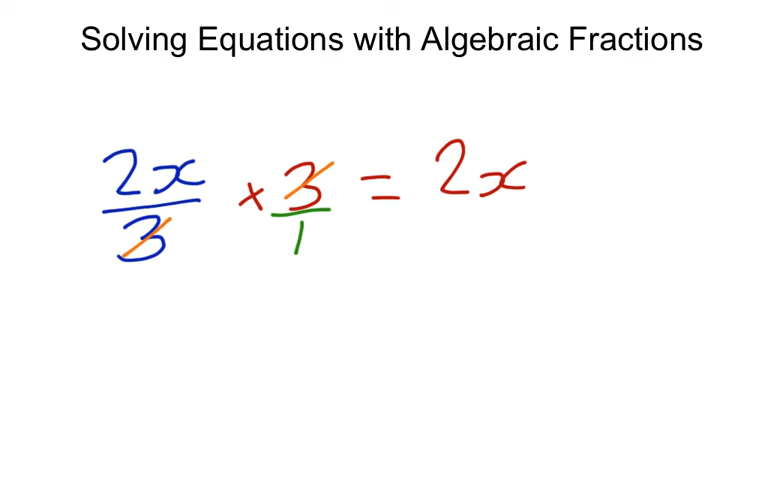 Solving Equations with Algebraic Fractions
2x/3 × 3/1 = 2x